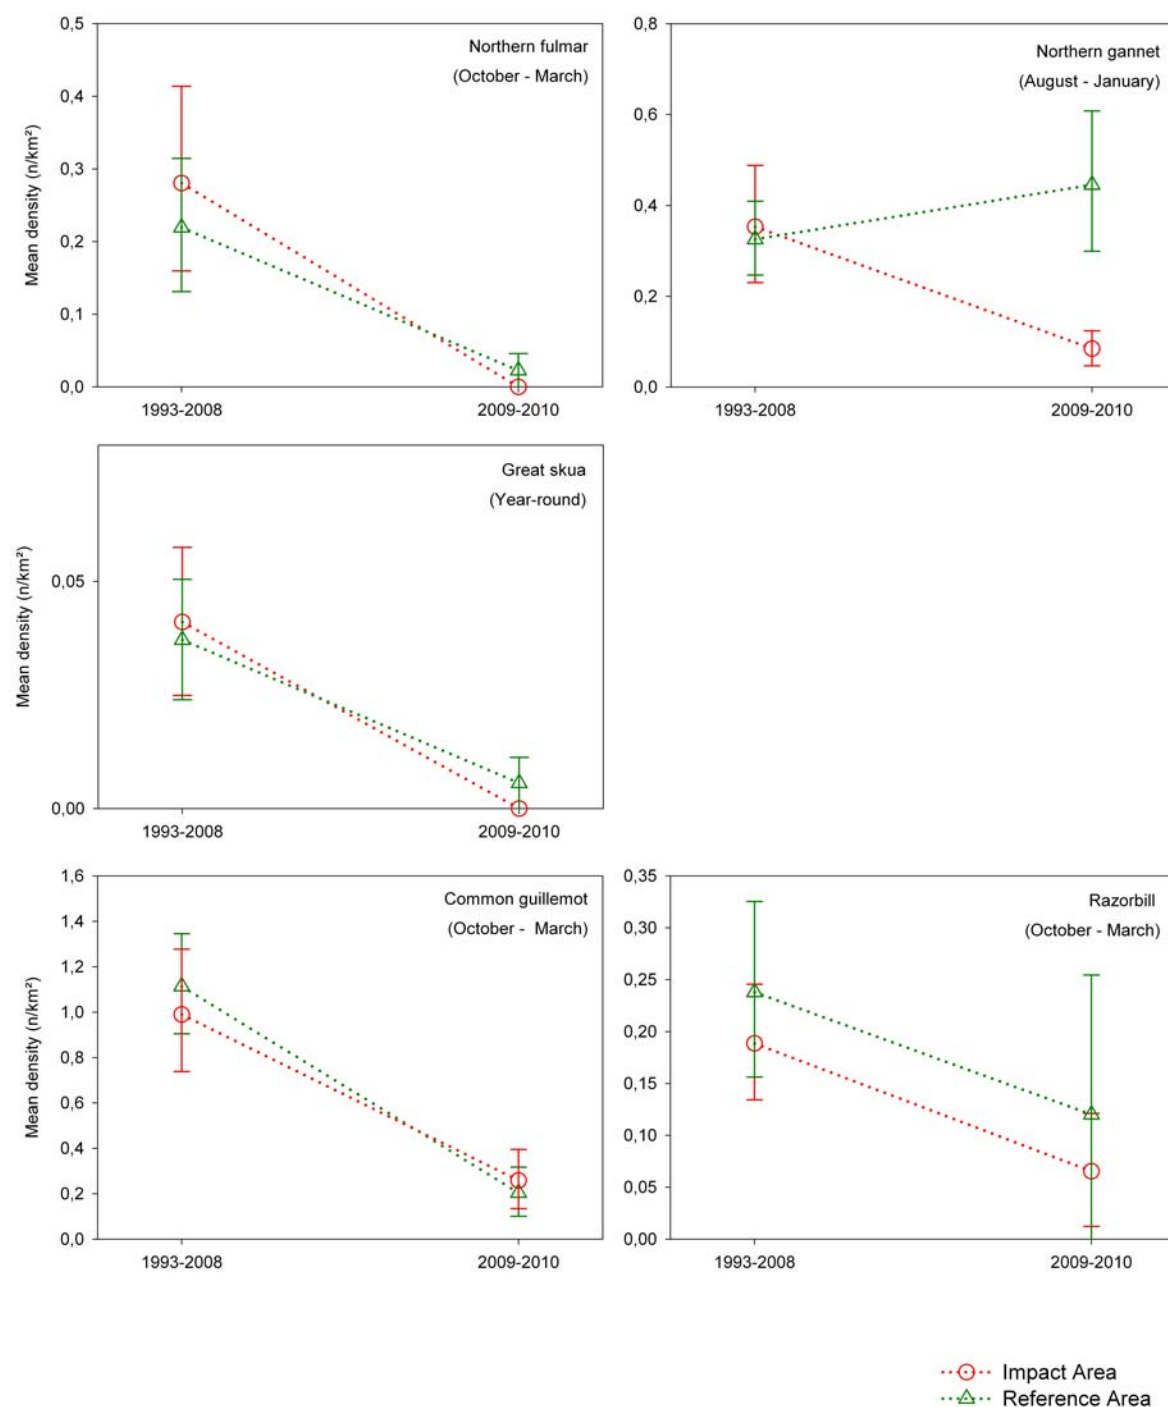 Northern fulmar
(October - March)
Mean density (n/km²)
0,5
0,4
0,3
0,2
0,1
0,0
1993-2008
2009-2010
Northern gannet
(August - January)
0,8
0,6
0,4
0,2
0,0
1993-2008
2009-2010
Great skua
(Year-round)
Mean density (n/km²)
0,05
0,00
1993-2008
2009-2010
Common guillemot
(October - March)
Mean density (n/km²)
1,6
1,4
1,2
1,0
0,8
0,6
0,4
0,2
0,0
1993-2008
2009-2010
Razorbill
(October - March)
0,35
0,30
0,25
0,20
0,15
0,10
0,05
0,00
1993-2008
2009-2010
Impact Area
Reference Area